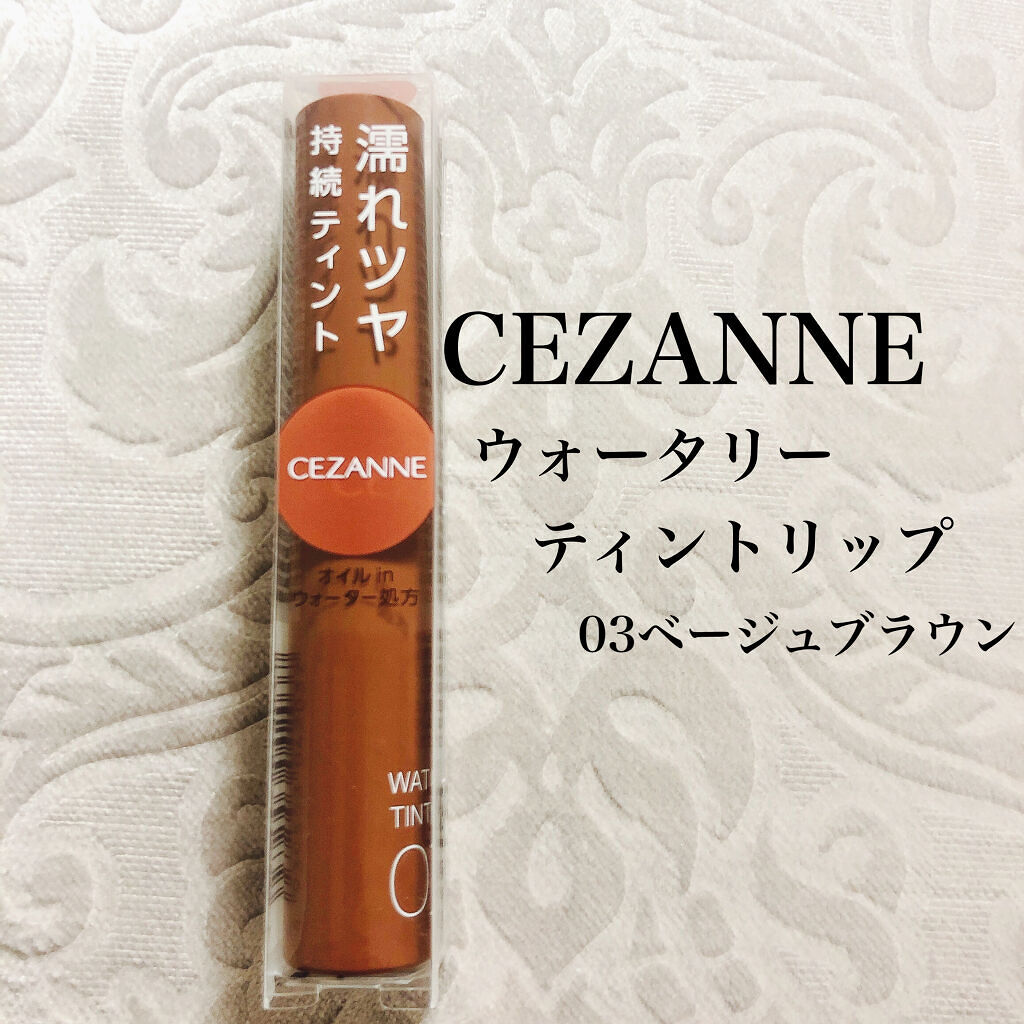 濡れツヤ
持続ティント
CEZANNE
オイル in
ウォーター処方
WAT
TINT
0
CEZANNE
ウォータリー
ティントリップ
03ベージュブラウン